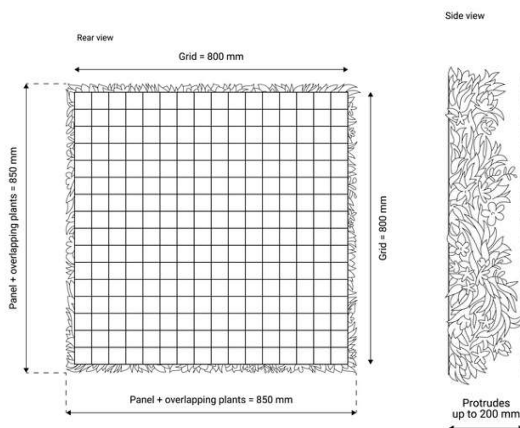 Side view
Rear view
Grid = 800 mm
Panel + overlapping plants = 850 mm
Grid = 800 mm
Panel + overlapping plants = 850 mm
Protrudes
up to 200 mm